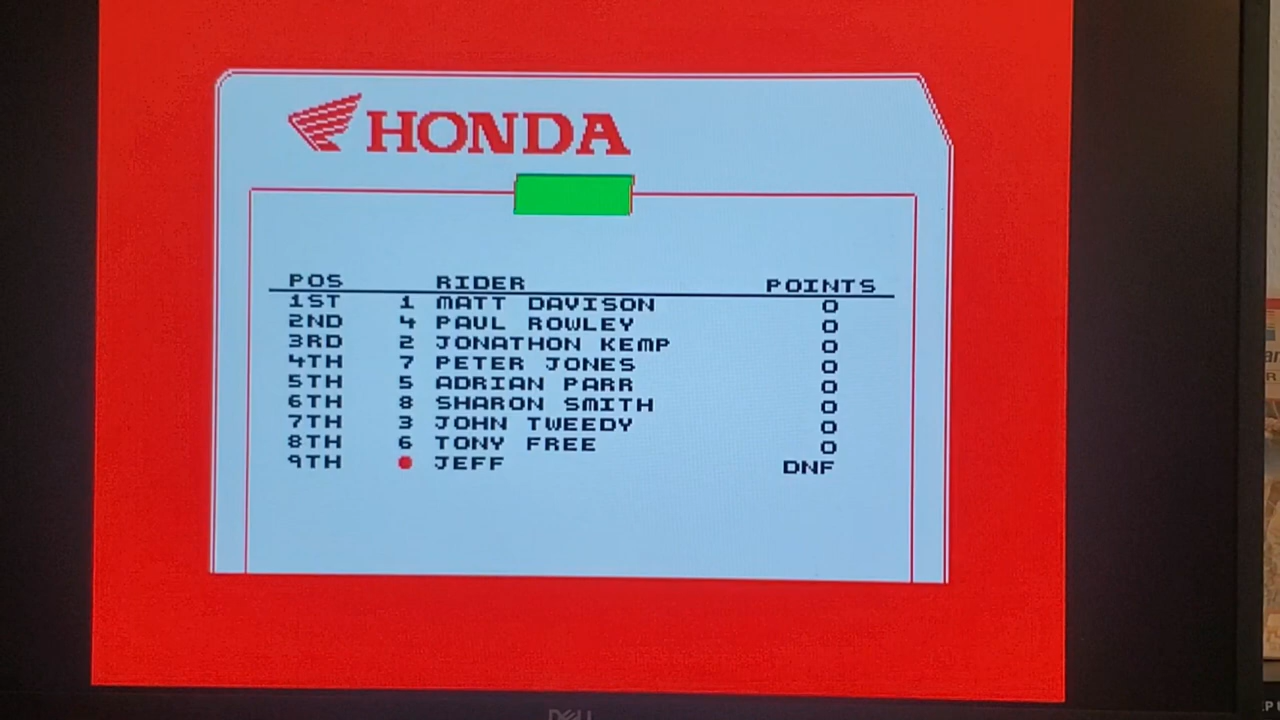 HONDA
POS RIDER POINTS
1ST 1 MATT DAVISON 0
2ND 4 PAUL ROWLEY 0
3RD 2 JONATHON KEMP 0
4TH 7 PETER JONES 0
5TH 5 ADRIAN PARR 0
6TH 8 SHARON SMITH 0
7TH 3 JOHN TWEEDY 0
8TH 6 TONY FREE 0
9TH JEFF DNF
DELL